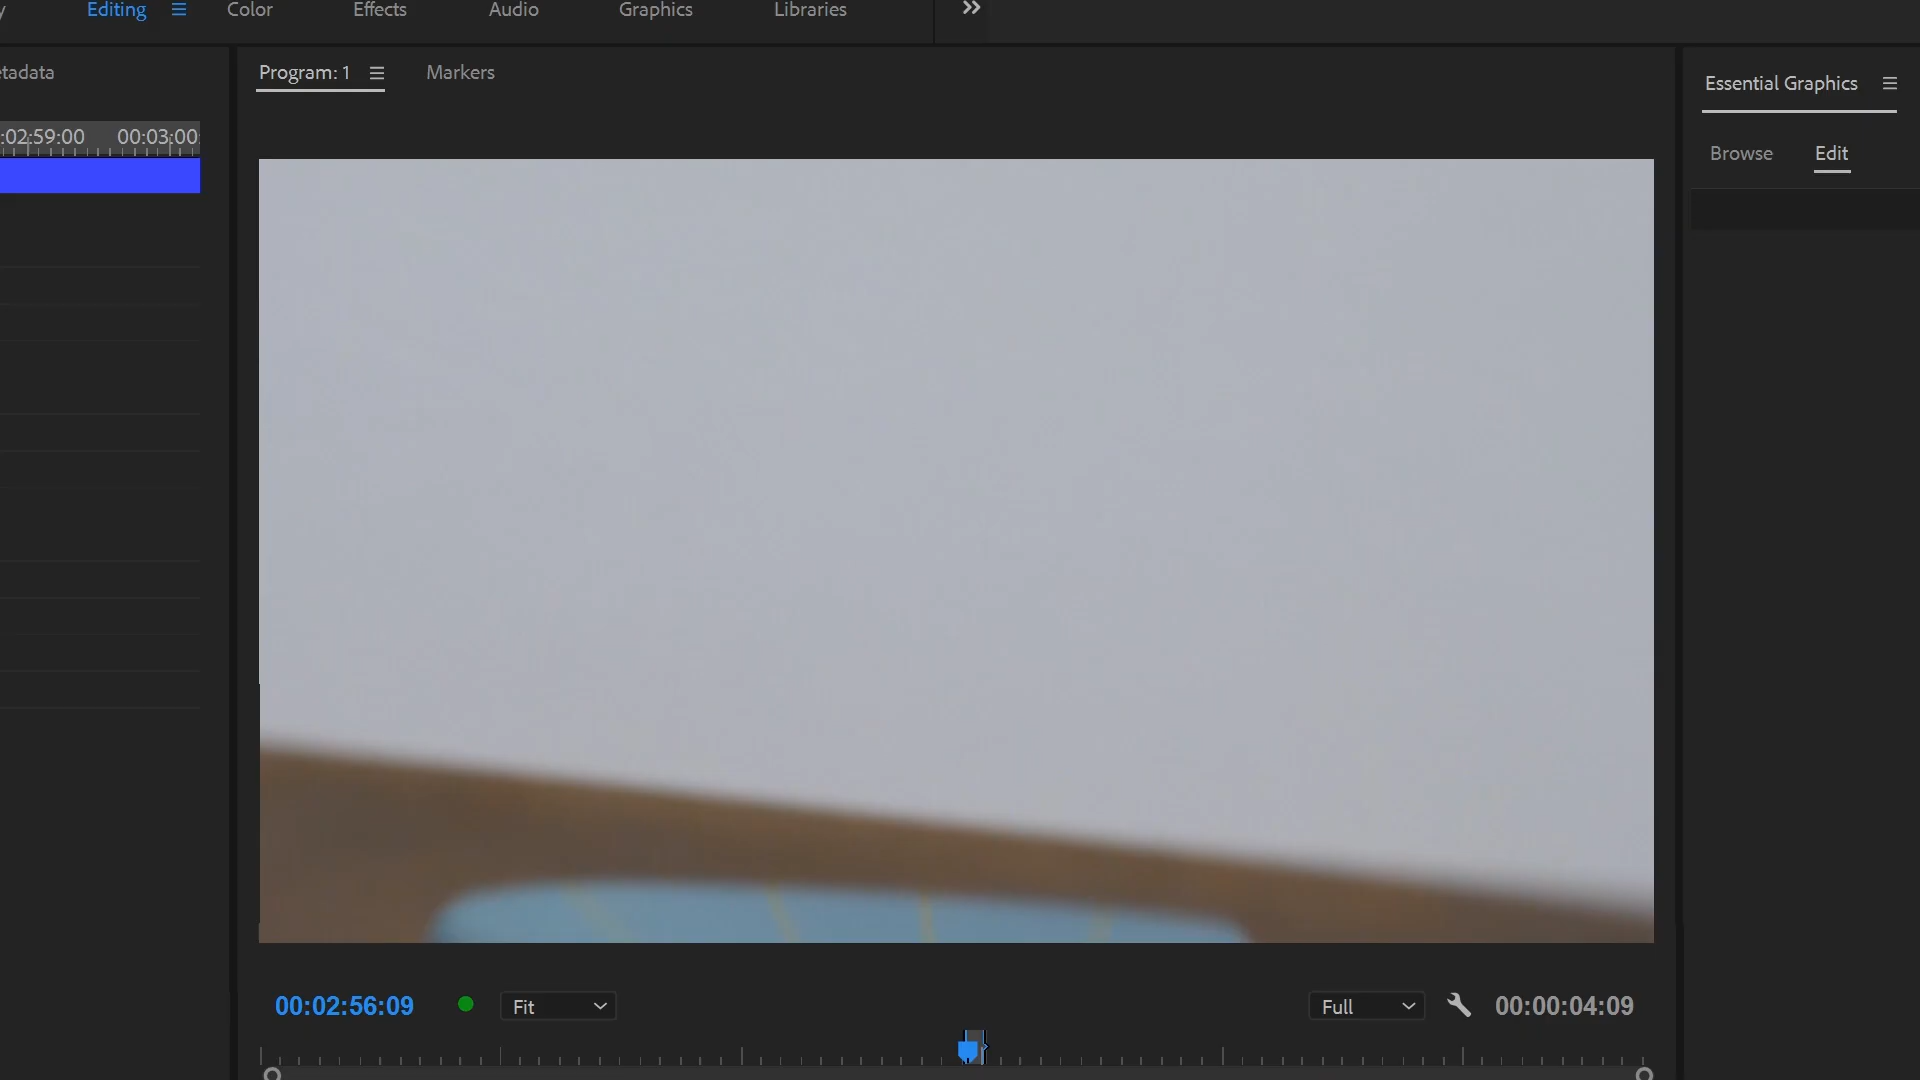 Editing Color Effects Audio Graphics Libraries
Program: 1 Markers
Essential Graphics
etadata
:02:59:00 00:03:00:
Browse Edit
00:02:56:09 Fit Full 00:00:04:09